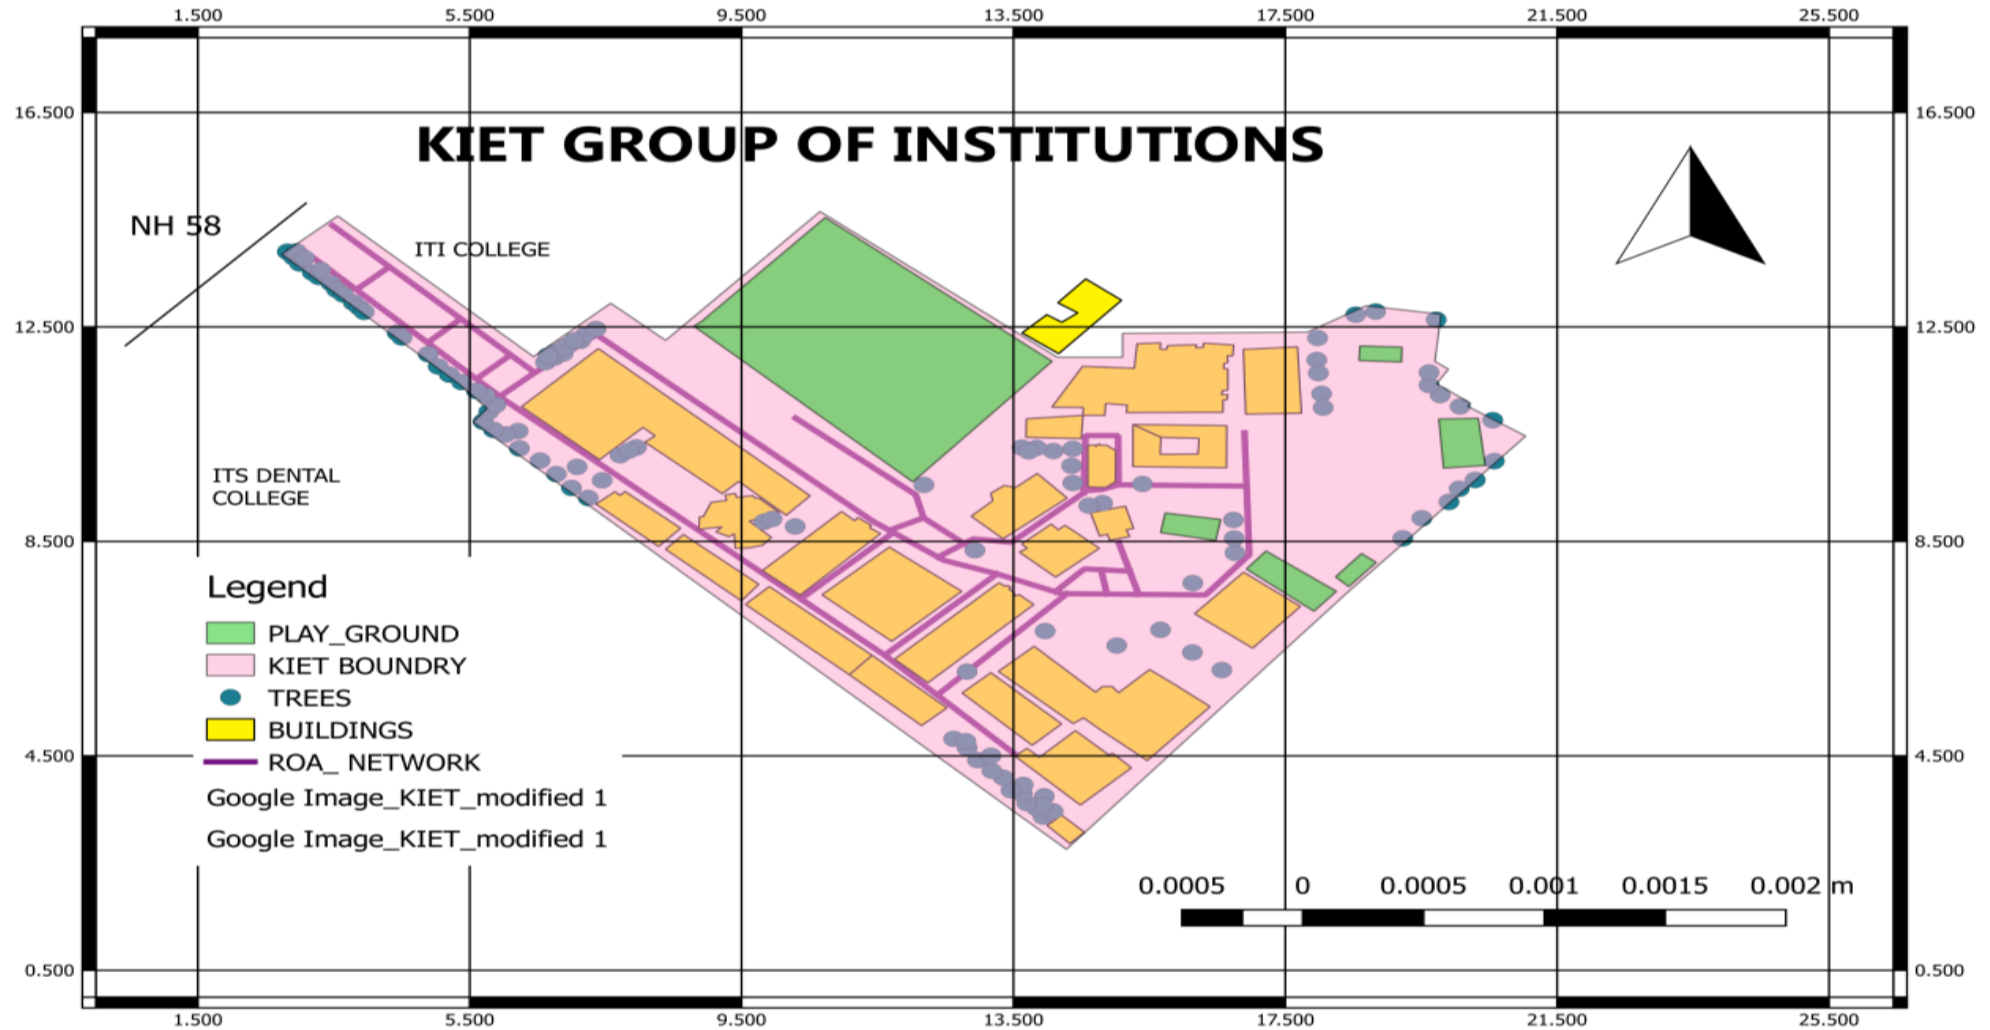 1.500 5.500 9.500 13.500 17.500 21.500 25.500
16.500 16.500
KIET GROUP OF INSTITUTIONS
NH 58
ITI COLLEGE
12.500 12.500
ITS DENTAL
COLLEGE
8.500 8.500
Legend
PLAY_GROUND
KIET BOUNDRY
TREES
BUILDINGS
4.500 4.500
ROA_ NETWORK
Google Image_KIET_modified 1
Google Image_KIET_modified 1
0.0005 0 0.0005 0.001 0.0015 0.002 m
0.500 0.500
1.500 5.500 9.500 13.500 17.500 21.500 25.500